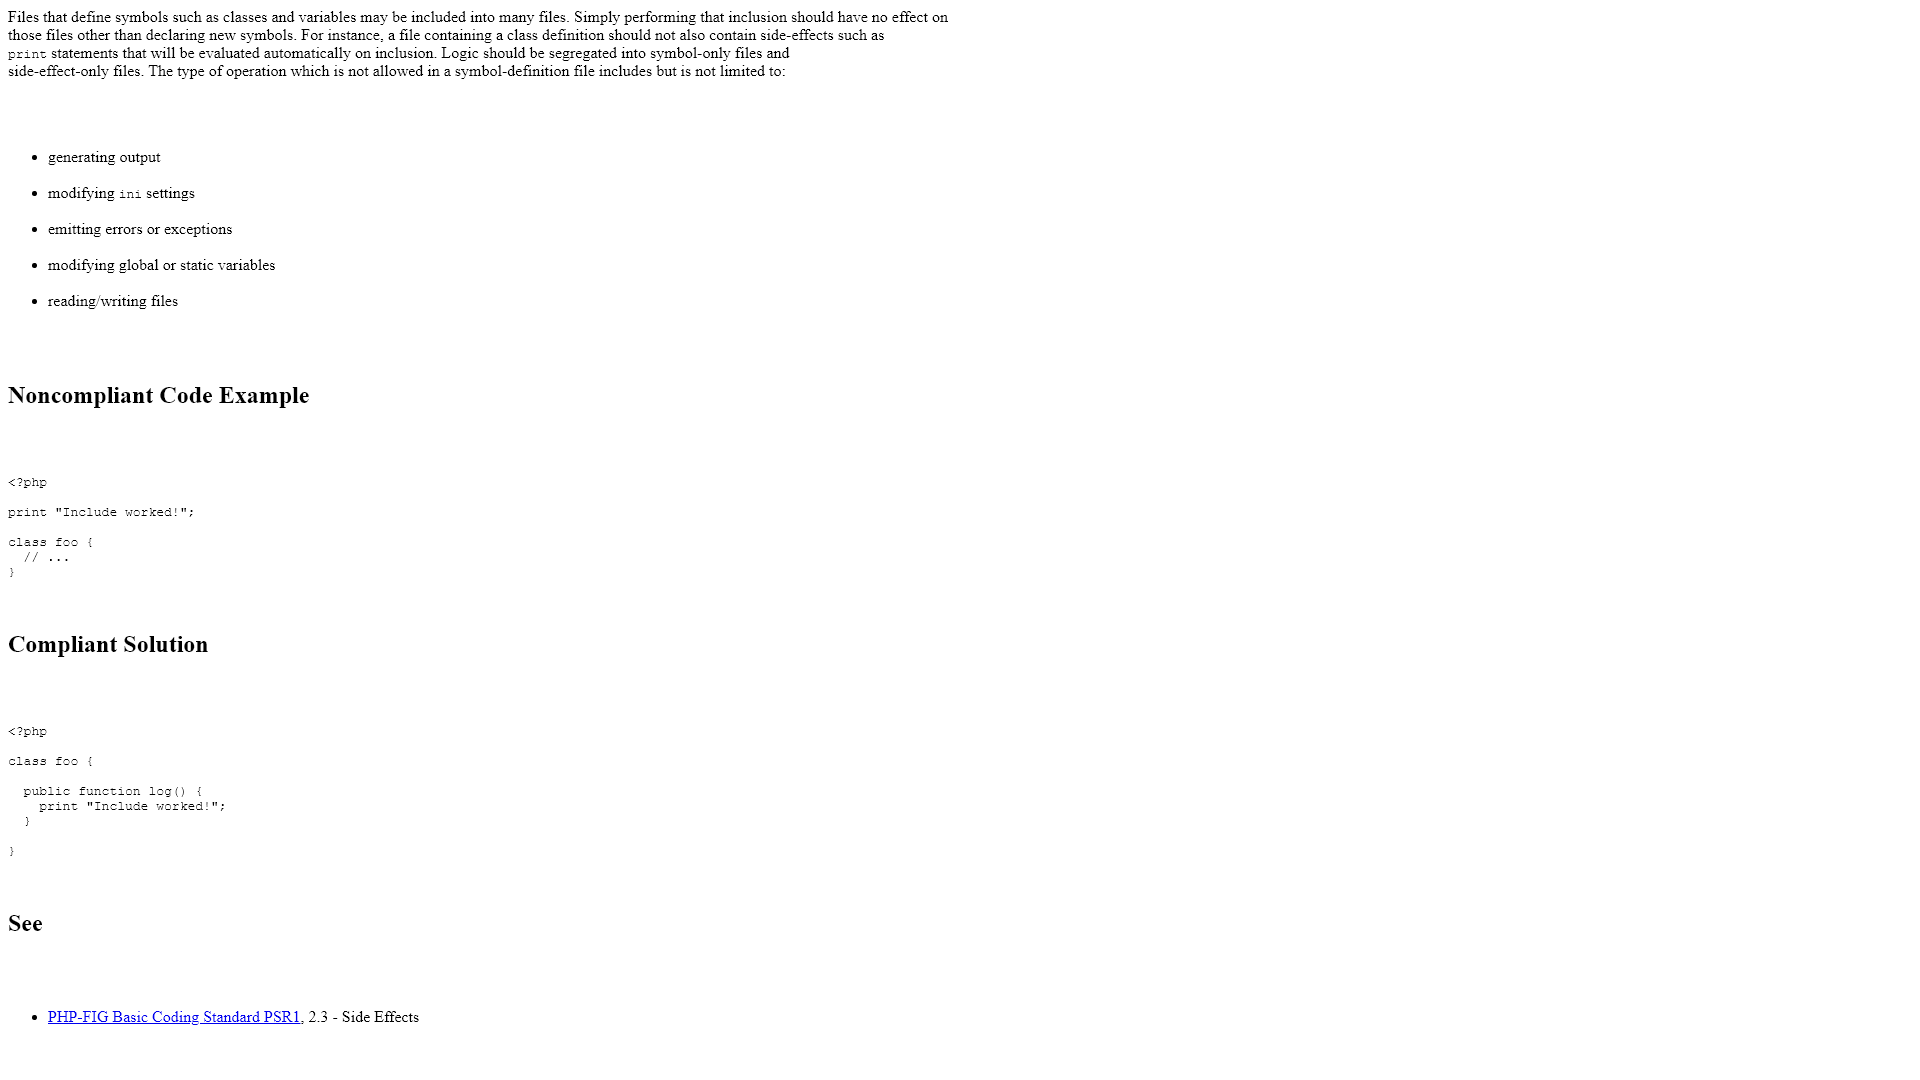 Files that define symbols such as classes and variables may be included into many files. Simply performing that inclusion should have no effect on
those files other than declaring new symbols. For instance, a file containing a class definition should not also contain side-effects such as
print statements that will be evaluated automatically on inclusion. Logic should be segregated into symbol-only files and
side-effect-only files. The type of operation which is not allowed in a symbol-definition file includes but is not limited to:
• generating output
• modifying ini settings
• emitting errors or exceptions
• modifying global or static variables
• reading/writing files
Noncompliant Code Example
<?php
print "Include worked!";
class foo {
  // ...
}
Compliant Solution
<?php
class foo {
  public function log() {
    print "Include worked!";
  }
}
See
• PHP-FIG Basic Coding Standard PSR1, 2.3 - Side Effects